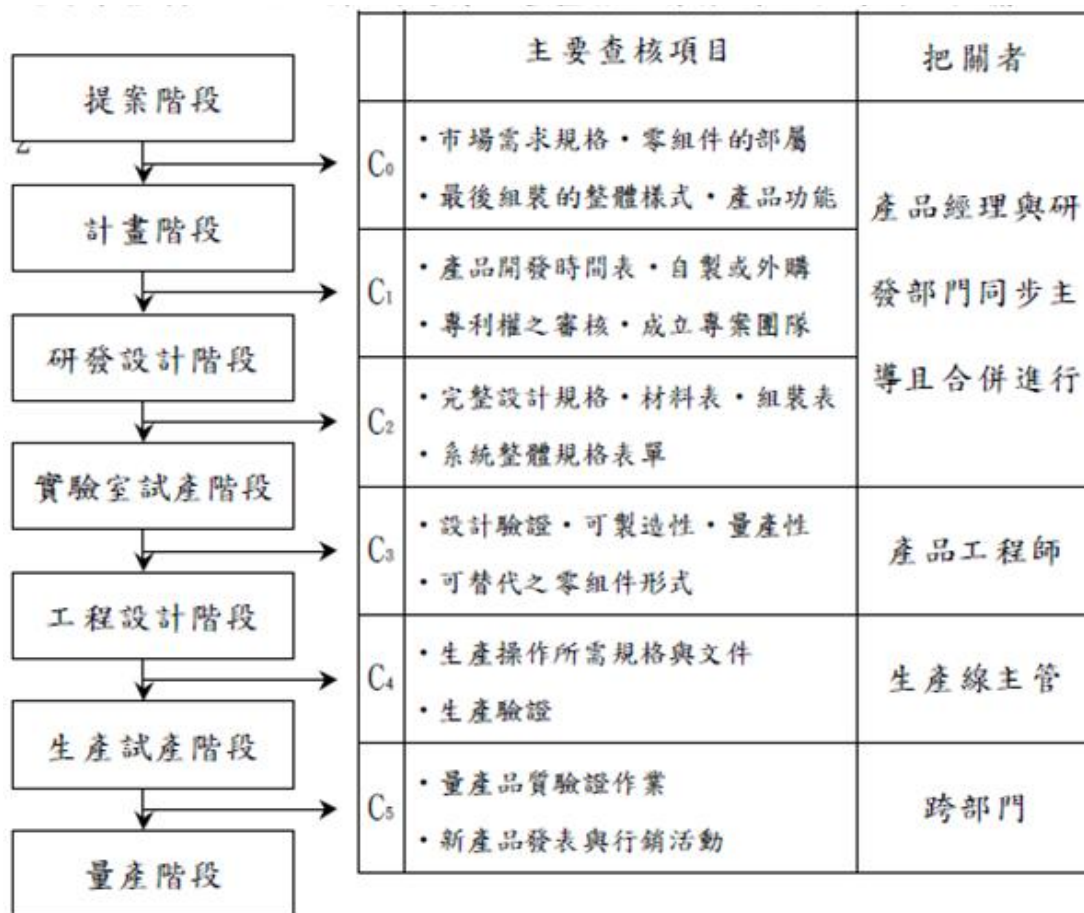 提案階段
計畫階段
研發設計階段
實驗室試產階段
工程設計階段
生產試產階段
量產階段
主要查核項目
把關者
C₀
・市場需求規格・零組件的部屬
・最後組裝的整體樣式・產品功能
C₁
・產品開發時間表・自製或外購
・專利權之審核・成立專案團隊
C₂
・完整設計規格・材料表・組裝表
・系統整體規格表單
產品經理與研
發部門同步主
導且合併進行
C₃
・設計驗證・可製造性・量產性
・可替代之零組件形式
產品工程師
C₄
・生產操作所需規格與文件
・生產驗證
生產線主管
C₅
・量產品質驗證作業
・新產品發表與行銷活動
跨部門